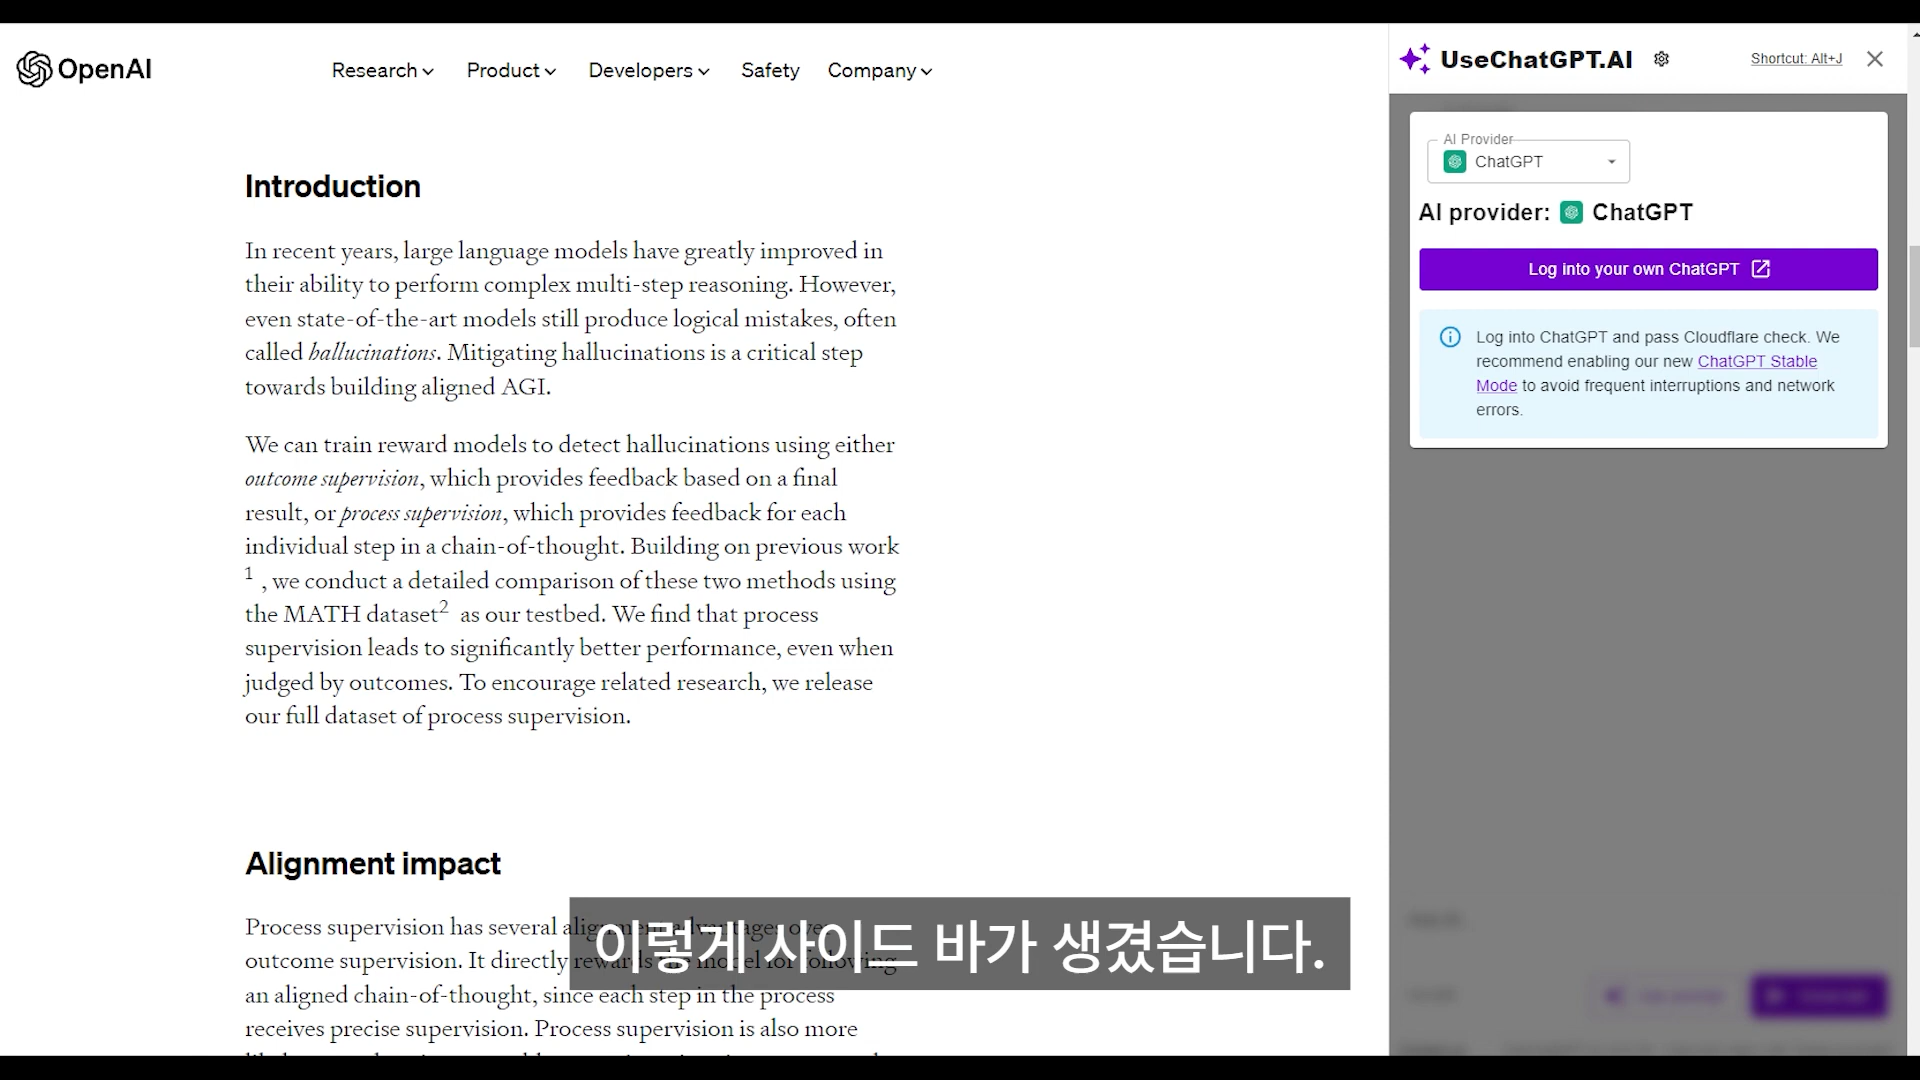 OpenAI
Research
Product
Developers
Safety
Company
Introduction
In recent years, large language models have greatly improved in
their ability to perform complex multi-step reasoning. However,
even state-of-the-art models still produce logical mistakes, often
called hallucinations. Mitigating hallucinations is a critical step
towards building aligned AGI.
We can train reward models to detect hallucinations using either
outcome supervision, which provides feedback based on a final
result, or process supervision, which provides feedback for each
individual step in a chain-of-thought. Building on previous work
1 , we conduct a detailed comparison of these two methods using
the MATH dataset2 as our testbed. We find that process
supervision leads to significantly better performance, even when
judged by outcomes. To encourage related research, we release
our full dataset of process supervision.
Alignment impact
Process supervision has several alignment advantages over
outcome supervision. It directly rewards the model for following
an aligned chain-of-thought, since each step in the process
receives precise supervision. Process supervision is also more
이렇게 사이드 바가 생겼습니다.
UseChatGPT.AI
Shortcut: Alt+J
AI Provider
ChatGPT
AI provider: ChatGPT
Log into your own ChatGPT
Log into ChatGPT and pass Cloudflare check. We
recommend enabling our new ChatGPT Stable
Mode to avoid frequent interruptions and network
errors.